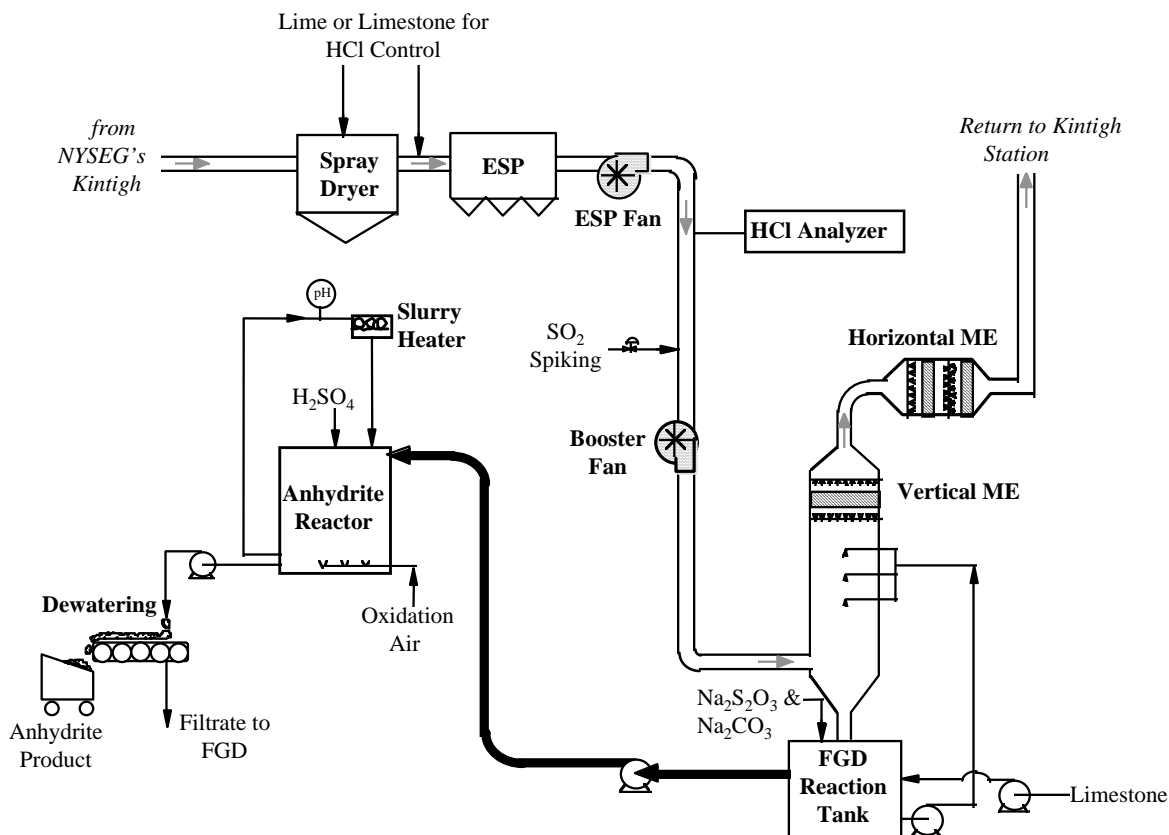 Lime or Limestone for
HCl Control
from
NYSEG's
Kintigh
Spray
Dryer
ESP
ESP Fan
Return to Kintigh
Station
HCl Analyzer
pH
Slurry
Heater
SO2
Spiking
Horizontal ME
H2SO4
Booster
Fan
Vertical ME
Anhydrite
Reactor
Dewatering
Oxidation
Air
Na2S2O3 &
Na2CO3
Anhydrite
Product
Filtrate to
FGD
FGD
Reaction
Tank
Limestone